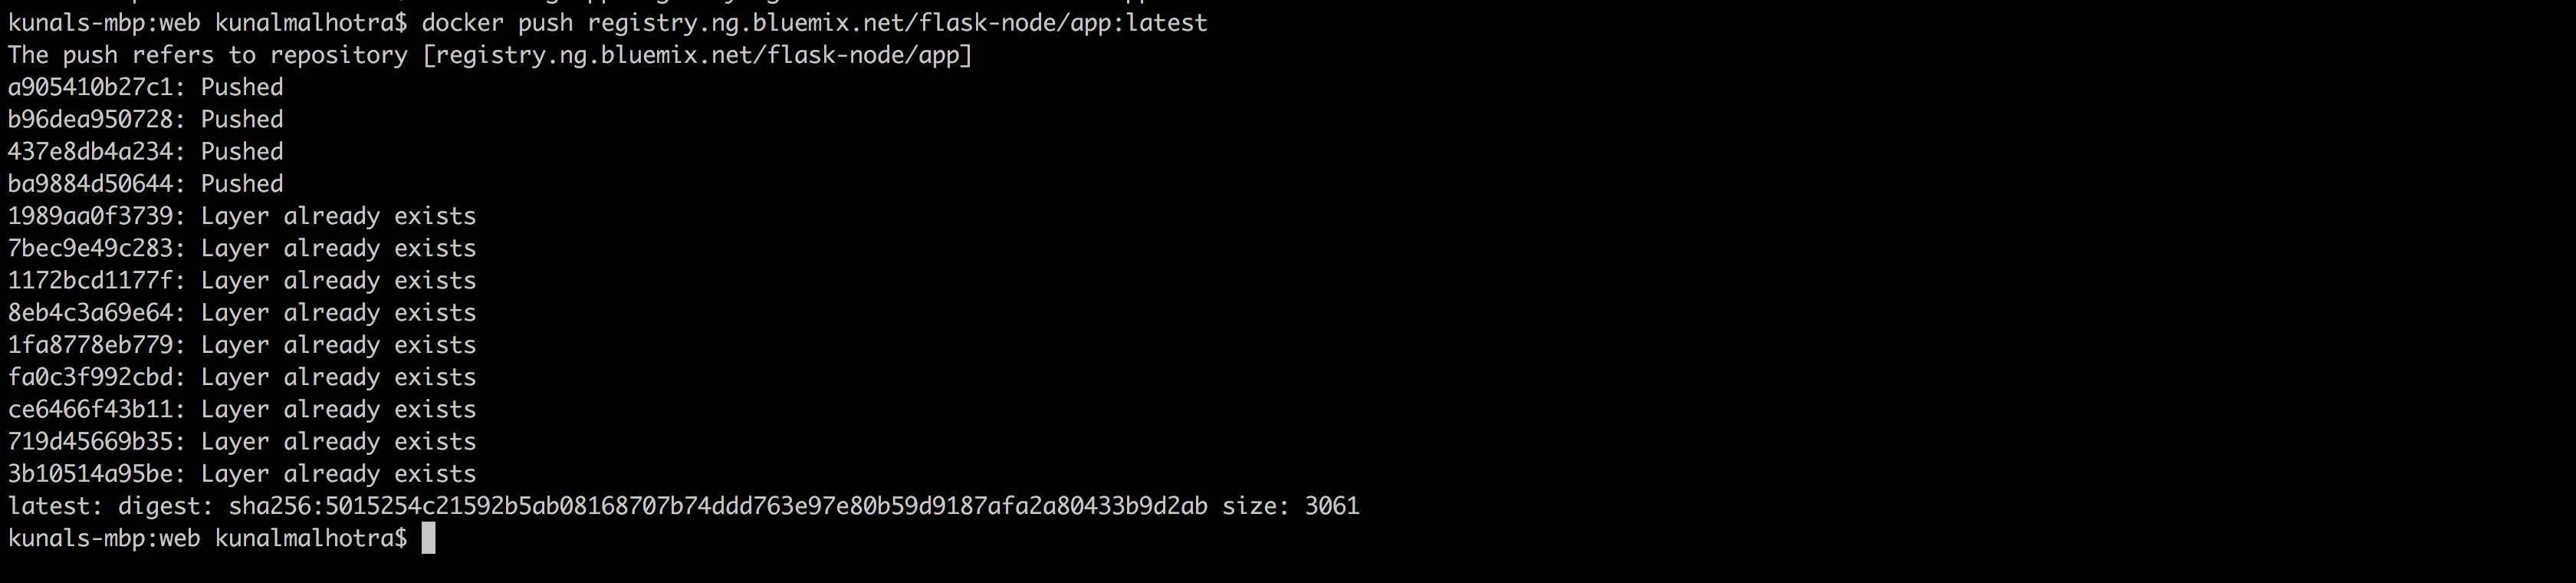 kunals-mbp:web kunalmalhotra$ docker push registry.ng.bluemix.net/flask-node/app:latest
The push refers to repository [registry.ng.bluemix.net/flask-node/app]
a905410b27c1: Pushed
b96dea950728: Pushed
437e8db4a234: Pushed
ba9884d50644: Pushed
1989aa0f3739: Layer already exists
7bec9e49c283: Layer already exists
1172bcd1177f: Layer already exists
8eb4c3a69e64: Layer already exists
1fa8778eb779: Layer already exists
fa0c3f992cbd: Layer already exists
ce6466f43b11: Layer already exists
719d45669b35: Layer already exists
3b10514a95be: Layer already exists
latest: digest: sha256:5015254c21592b5ab08168707b74ddd763e97e80b59d9187afa2a80433b9d2ab size: 3061
kunals-mbp:web kunalmalhotra$